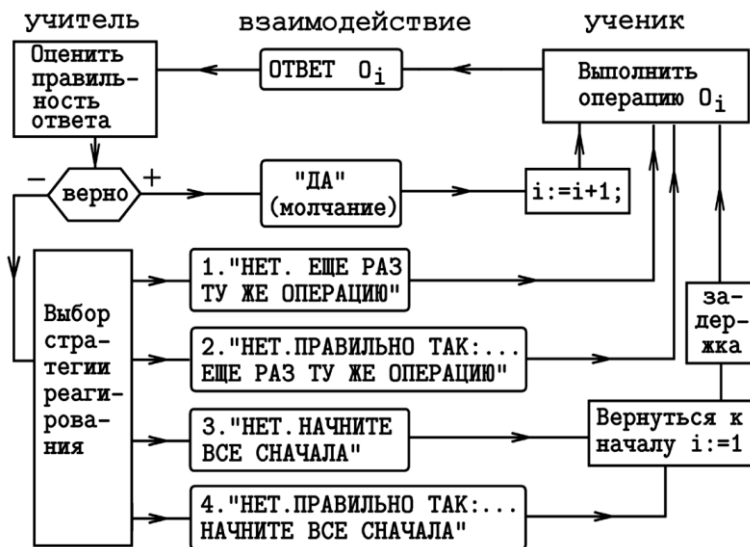 учитель
взаимодействие
ученик
Оценить
правиль-
ность
ответа
ОТВЕТ Oi
Выполнить
операцию Oi
−
верно
+
"ДА"
(молчание)
i:=i+1;
Выбор
стра-
тегии
реаги-
рова-
ния
1."НЕТ. ЕЩЕ РАЗ
ТУ ЖЕ ОПЕРАЦИЮ"
2."НЕТ.ПРАВИЛЬНО ТАК:...
ЕЩЕ РАЗ ТУ ЖЕ ОПЕРАЦИЮ"
3."НЕТ.НАЧНИТЕ
ВСЕ СНАЧАЛА"
4."НЕТ.ПРАВИЛЬНО ТАК:...
НАЧНИТЕ ВСЕ СНАЧАЛА"
за-
дер-
жка
Вернуться к
началу i:=1